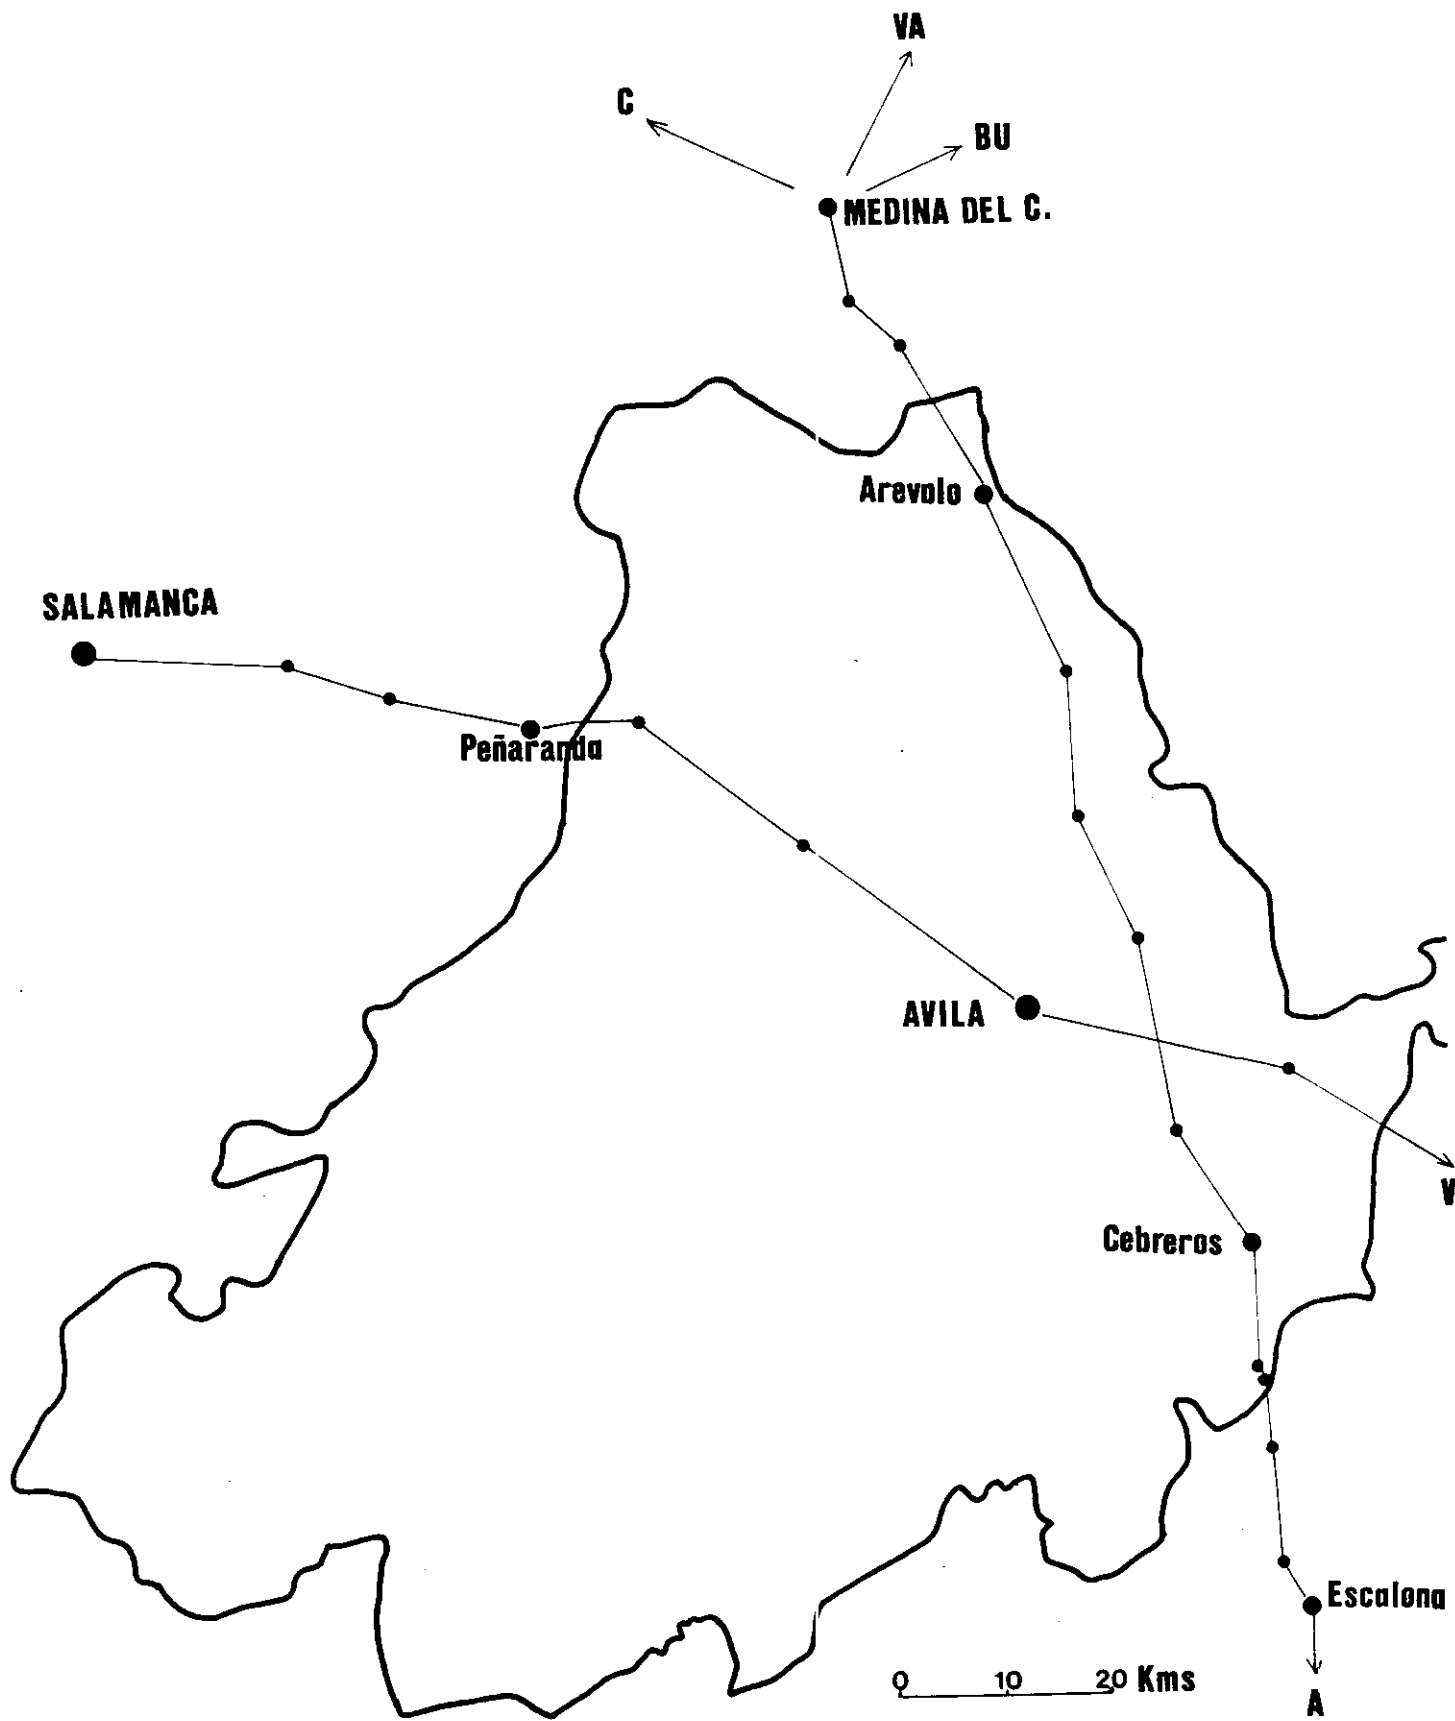 VA
C
BU
MEDINA DEL C.
Arevalo
SALAMANCA
Peñaranda
AVILA
V
Cebreros
Escalona
0 10 20 Kms
A